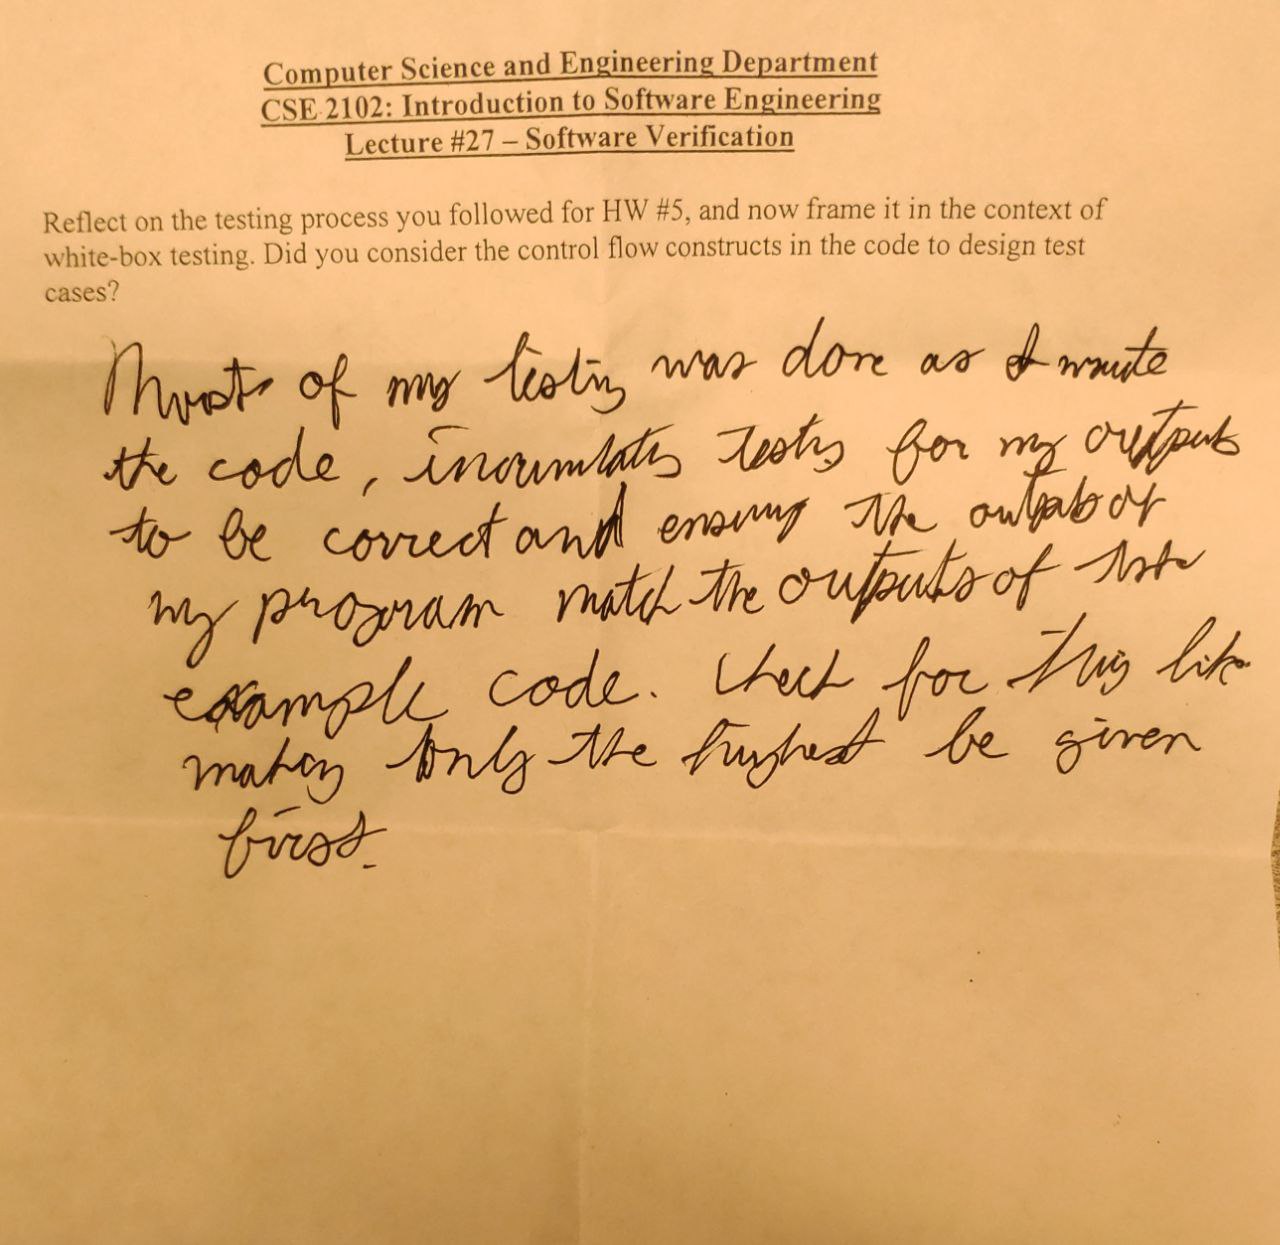 Computer Science and Engineering Department
CSE 2102: Introduction to Software Engineering
Lecture #27 – Software Verification
Reflect on the testing process you followed for HW #5, and now frame it in the context of
white-box testing. Did you consider the control flow constructs in the code to design test
cases?
Most of my testing was done as I wrote
the code, testing for my outputs
to be correct and ensuring the outputs of
my program match the outputs of the
example code. Check for things like
making only the highest be given
first.